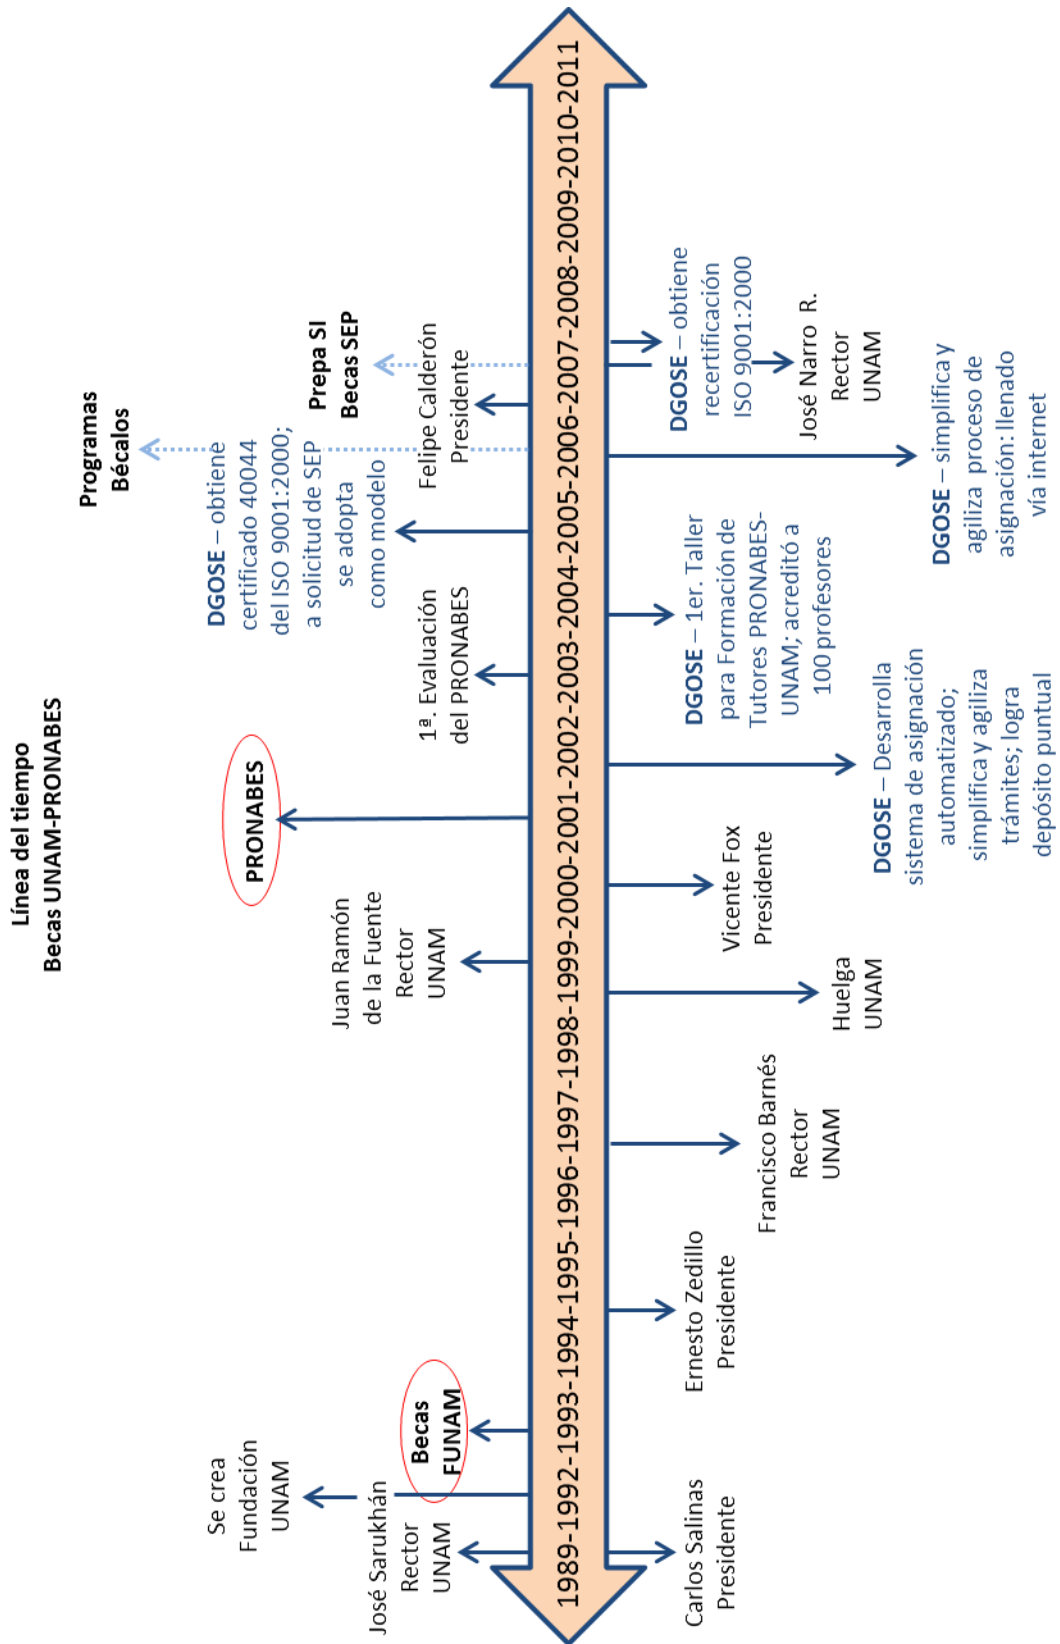 Línea del tiempo
Becas UNAM-PRONABES
Se crea
Fundación
UNAM
José Sarukhán
Rector
UNAM
Becas
FUNAM
Juan Ramón
de la Fuente
Rector
UNAM
PRONABES
1ª. Evaluación
del PRONABES
DGOSE – obtiene
certificado 40044
del ISO 9001:2000;
a solicitud de SEP
se adopta
como modelo
Programas
Bécalos
Felipe Calderón
Presidente
Prepa SI
Becas SEP
1989-1992-1993-1994-1995-1996-1997-1998-1999-2000-2001-2002-2003-2004-2005-2006-2007-2008-2009-2010-2011
Carlos Salinas
Presidente
Ernesto Zedillo
Presidente
Francisco Barnés
Rector
UNAM
Huelga
UNAM
Vicente Fox
Presidente
DGOSE – Desarrolla
sistema de asignación
automatizado;
simplifica y agiliza
trámites; logra
depósito puntual
DGOSE – 1er. Taller
para Formación de
Tutores PRONABES-
UNAM; acreditó a
100 profesores
DGOSE – simplifica y
agiliza proceso de
asignación: llenado
vía internet
DGOSE – obtiene
recertificación
ISO 9001:2000
José Narro R.
Rector
UNAM